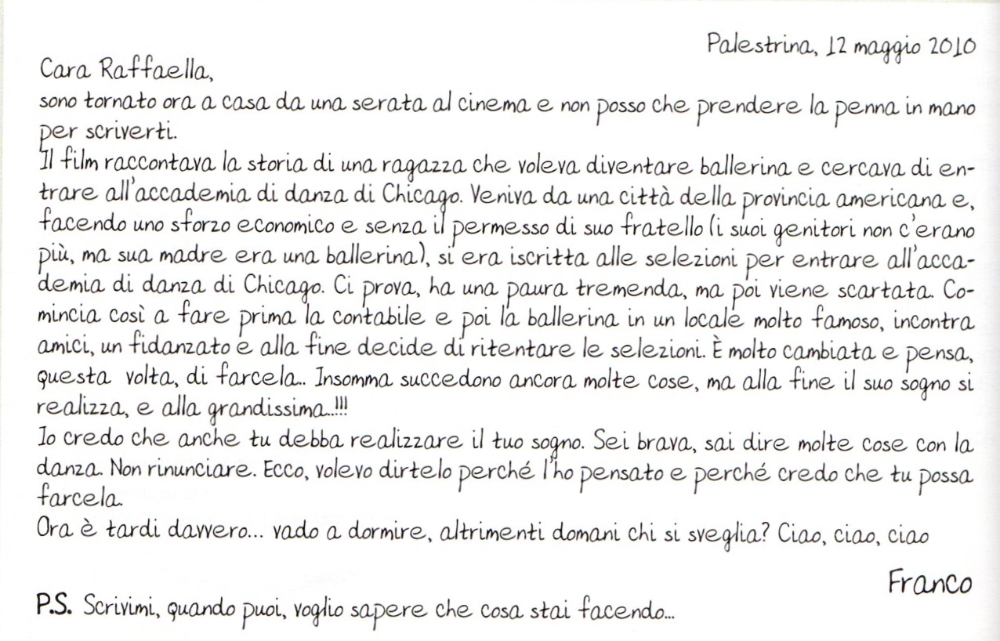 Palestrina, 12 maggio 2010
Cara Raffaella,
sono tornato ora a casa da una serata al cinema e non posso che prendere la penna in mano
per scriverti.
Il film raccontava la storia di una ragazza che voleva diventare ballerina e cercava di en-
trare all'accademia di danza di Chicago. Veniva da una città della provincia americana e,
facendo uno sforzo economico e senza il permesso di suo fratello (i suoi genitori non c'erano
più, ma sua madre era una ballerina), si era iscritta alle selezioni per entrare all'acca-
demia di danza di Chicago. Ci prova, ha una paura tremenda, ma poi viene scartata. Co-
mincia così a fare prima la contabile e poi la ballerina in un locale molto famoso, incontra
amici, un fidanzato e alla fine decide di ritentare le selezioni. È molto cambiata e pensa,
questa volta, di farcela.. Insomma succedono ancora molte cose, ma alla fine il suo sogno si
realizza, e alla grandissima..!!!
Io credo che anche tu debba realizzare il tuo sogno. Sei brava, sai dire molte cose con la
danza. Non rinunciare. Ecco, volevo dirtelo perché l'ho pensato e perché credo che tu possa
farcela.
Ora è tardi davvero... vado a dormire, altrimenti domani chi si sveglia? Ciao, ciao, ciao
Franco
P.S. Scrivimi, quando puoi, voglio sapere che cosa stai facendo...